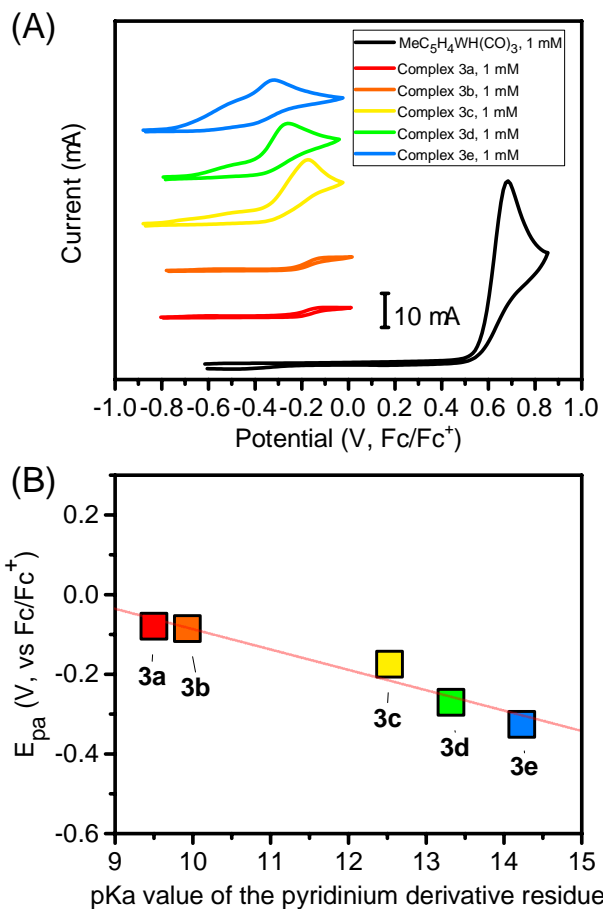 (A)
MeC₅H₄WH(CO)₃, 1 mM
Complex 3a, 1 mM
Complex 3b, 1 mM
Complex 3c, 1 mM
Complex 3d, 1 mM
Complex 3e, 1 mM
Current (mA)
10 mA
-1.0 -0.8 -0.6 -0.4 -0.2 0.0 0.2 0.4 0.6 0.8 1.0
Potential (V, Fc/Fc⁺)
(B)
0.2
0.0
-0.2
-0.4
-0.6
E_pa (V, vs Fc/Fc⁺)
3a
3b
3c
3d
3e
9 10 11 12 13 14 15
pKa value of the pyridinium derivative residue